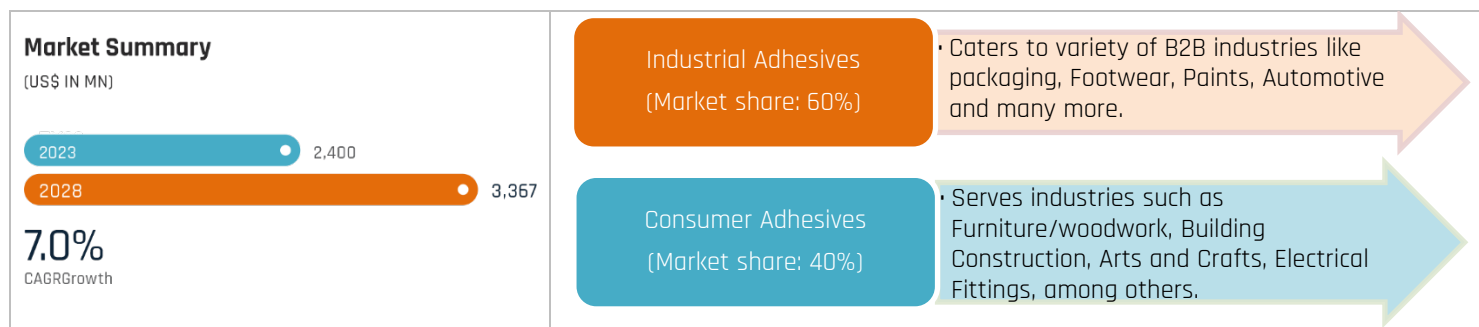 Market Summary
(US$ IN MN)
2023
2,400
2028
3,367
7.0%
CAGRGrowth
Industrial Adhesives
(Market share: 60%)
• Caters to variety of B2B industries like
packaging, Footwear, Paints, Automotive
and many more.
Consumer Adhesives
(Market share: 40%)
• Serves industries such as
Furniture/woodwork, Building
Construction, Arts and Crafts, Electrical
Fittings, among others.